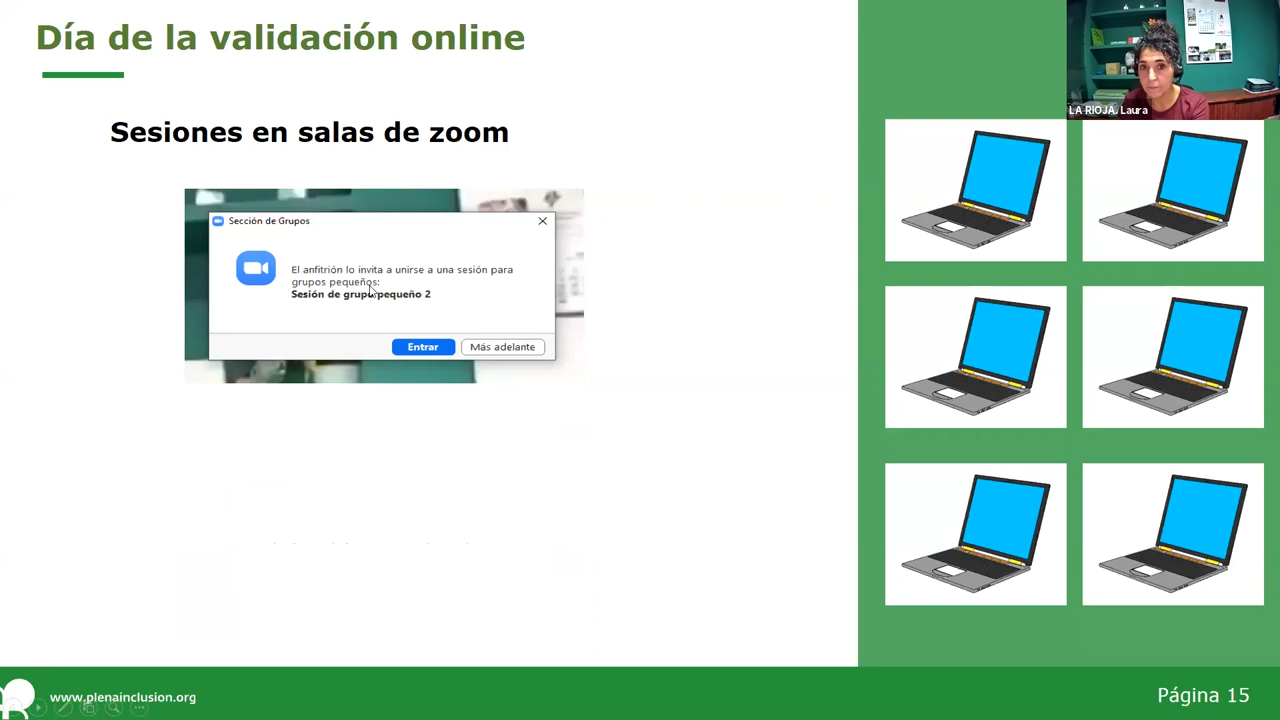 Día de la validación online
LA RIOJA, Laura
Sesiones en salas de zoom
Sección de Grupos
El anfitrión lo invita a unirse a una sesión para
grupos pequeños:
Sesión de grupo pequeño 2
Entrar
Más adelante
www.plenainclusion.org
Página 15